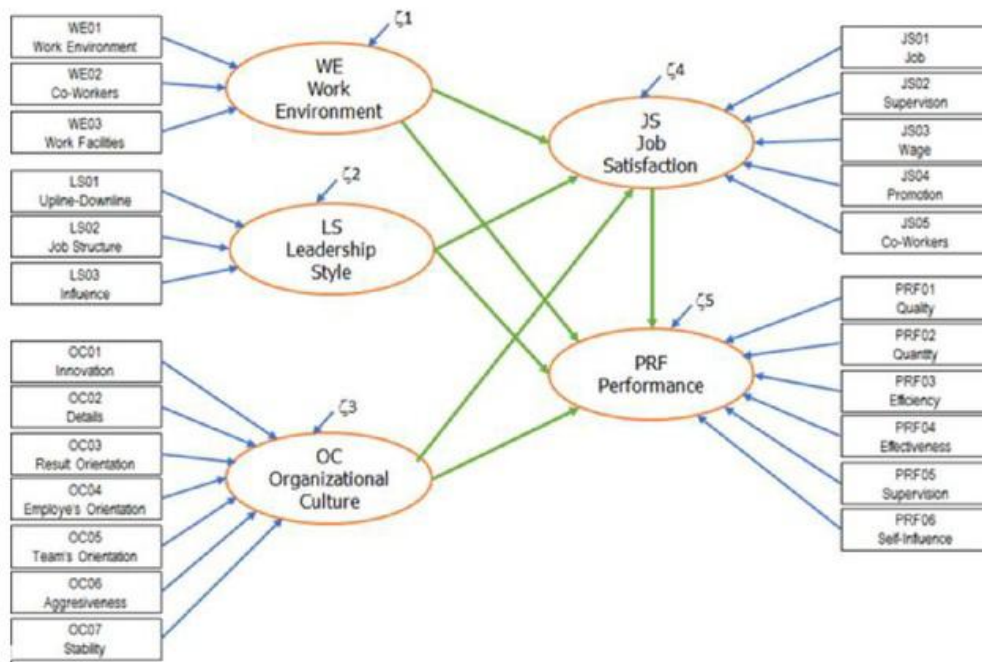 WE01
Work Environment
WE02
Co-Workers
WE03
Work Facilities
LS01
Upline-Downline
LS02
Job Structure
LS03
Influence
OC01
Innovation
OC02
Details
OC03
Result Orientation
OC04
Employe's Orientation
OC05
Team's Orientation
OC06
Aggresiveness
OC07
Stability
ζ1
WE
Work
Environment
ζ2
LS
Leadership
Style
ζ3
OC
Organizational
Culture
ζ4
JS
Job
Satisfaction
ζ5
PRF
Performance
JS01
Job
JS02
Supervison
JS03
Wage
JS04
Promotion
JS05
Co-Workers
PRF01
Quality
PRF02
Quantity
PRF03
Efficiency
PRF04
Effectiveness
PRF05
Supervision
PRF06
Self-Influence